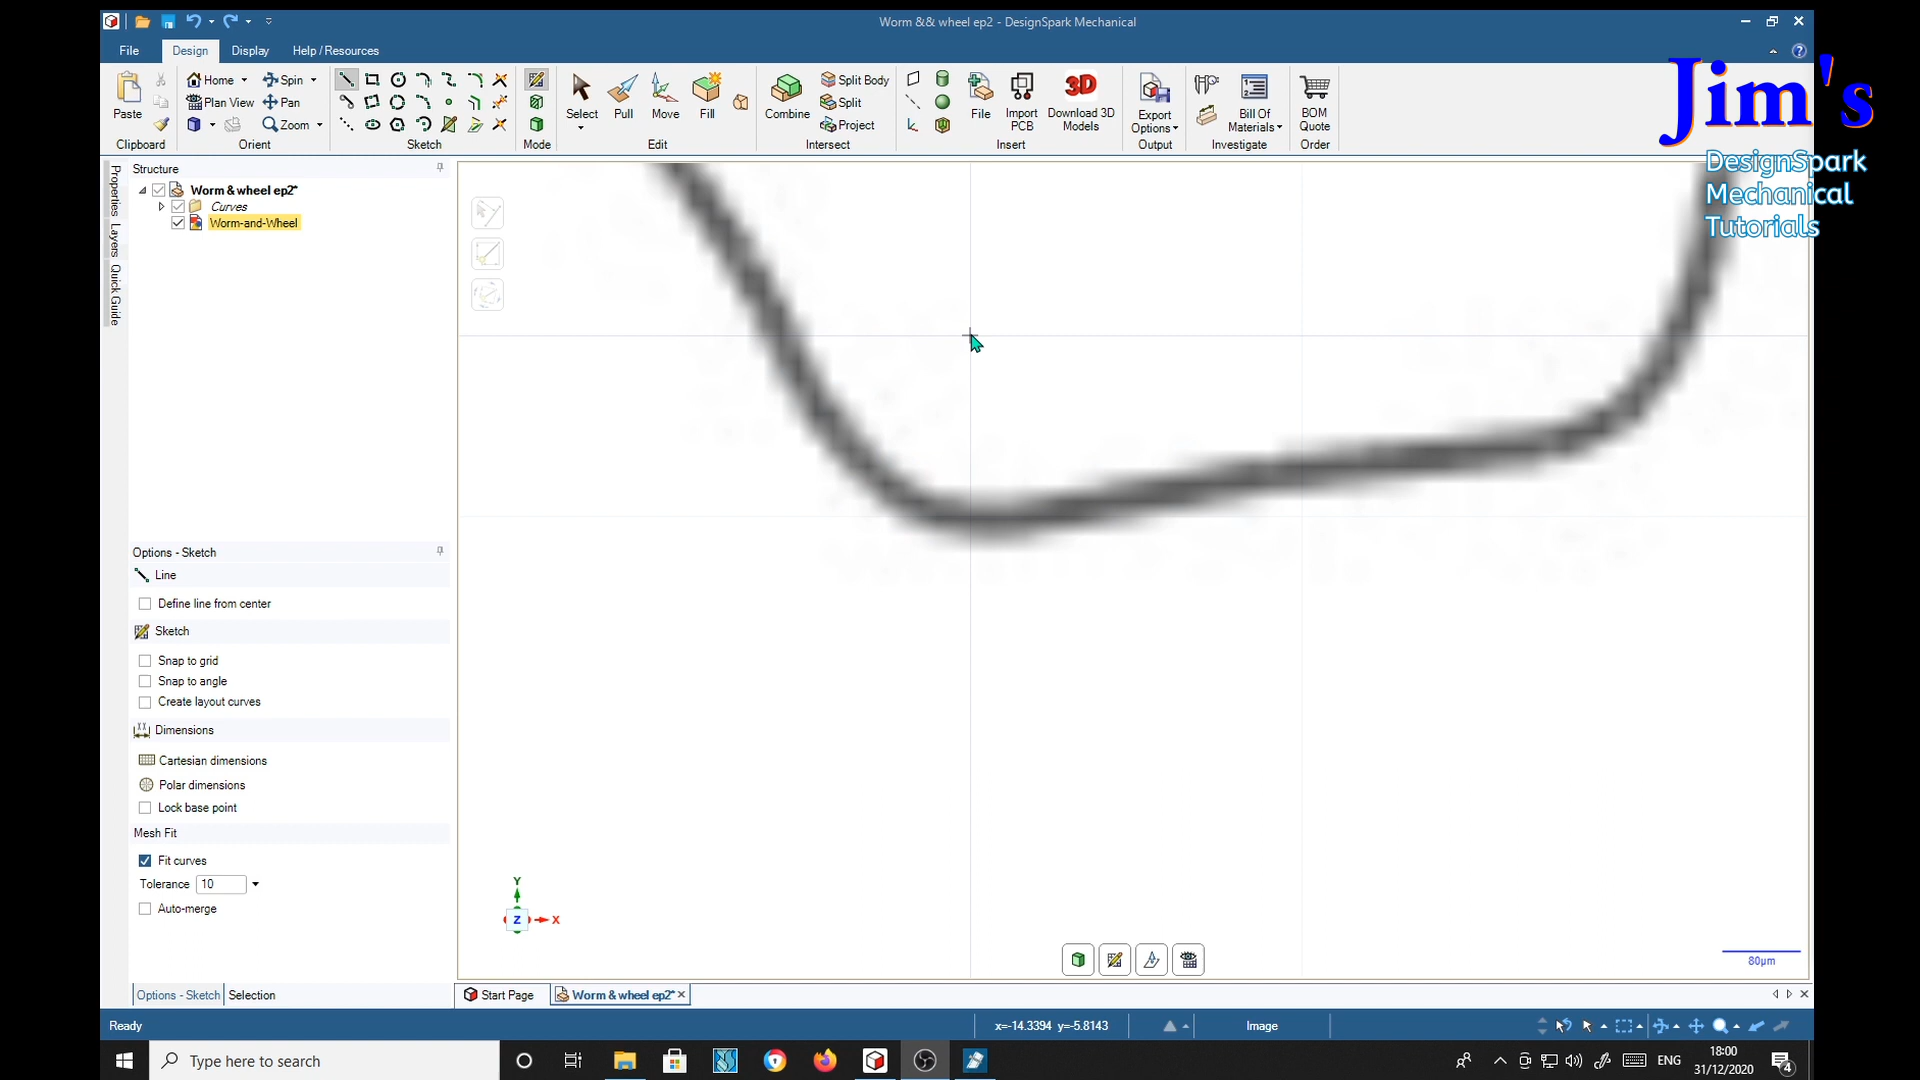 Worm && wheel ep2 - DesignSpark Mechanical
File Design Display Help / Resources
Home Spin
Plan View Pan
Zoom
Paste
Select Pull Move Fill
Combine
Split Body
Split
Project
File Import PCB Download 3D Models
3D
Export Options
Bill Of Materials
BOM Quote
Clipboard Orient Sketch Mode Edit Intersect Insert Output Investigate Order
Jim's
DesignSpark
Mechanical
Tutorials
Properties
Layers
Quick Guide
Structure
Worm & wheel ep2*
Curves
Worm-and-Wheel
Options - Sketch
Line
Define line from center
Sketch
Snap to grid
Snap to angle
Create layout curves
Dimensions
Cartesian dimensions
Polar dimensions
Lock base point
Mesh Fit
Fit curves
Tolerance 10
Auto-merge
Y
Z X
80µm
Options - Sketch Selection
Start Page Worm & wheel ep2*
Ready
x=-14.3394 y=-5.8143
Image
Type here to search
ENG
18:00
31/12/2020
4